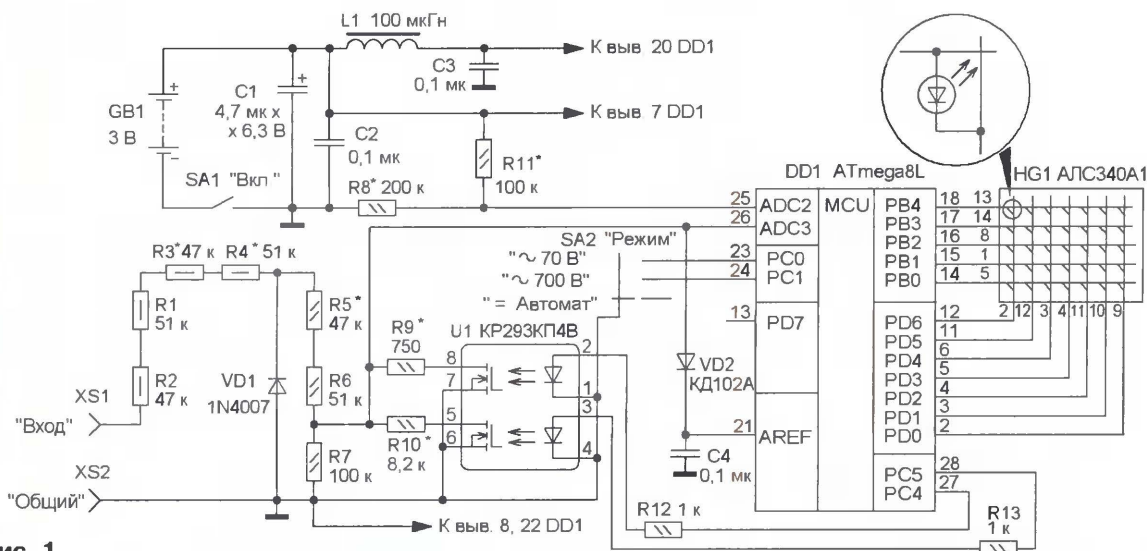 L1 100 мкГн
К выв. 20 DD1
C3
0,1 мк
GB1
3 В
C1
4,7 мк х
х 6,3 В
+
+
−
К выв. 7 DD1
C2
0,1 мк
R11*
100 к
SA1 "Вкл "
R8* 200 к
DD1 ATmega8L
HG1 АЛС340А1
25 ADC2
26 ADC3
MCU
PB4 18 13
PB3 17 14
PB2 16 8
PB1 15 1
PB0 14 5
SA2 "Режим"
"~ 70 В"
"~ 700 В"
"= Автомат"
23 PC0
24 PC1
13 PD7
2 12 3 4 11 10 9
PD6 12
PD5 11
PD4 6
PD3 5
PD2 4
PD1 3
PD0 2
R3* 47 к R4* 51 к
R1
51 к
R2
47 к
R5*
47 к
R9*
750
U1 КР293КП4В
8
7
5
6
2
1
3
4
VD1
1N4007
R6
51 к
R10*
8,2 к
VD2
КД102А
21 AREF
C4
0,1 мк
XS1
"Вход"
R7
100 к
XS2
"Общий"
PC5 28
PC4 27
R12 1 к
R13
1 к
К выв. 8, 22 DD1